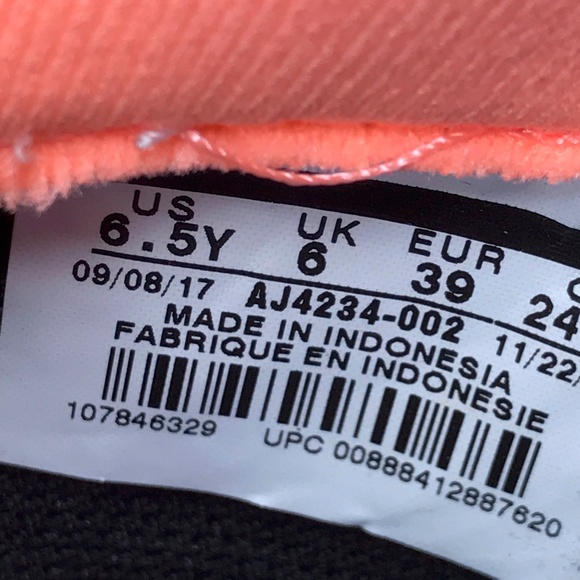 US UK EUR
6.5Y 6 39 24
09/08/17 AJ4234-002 11/22/
MADE IN INDONESIA
FABRIQUE EN INDONESIE
107846329 UPC 00888412887620